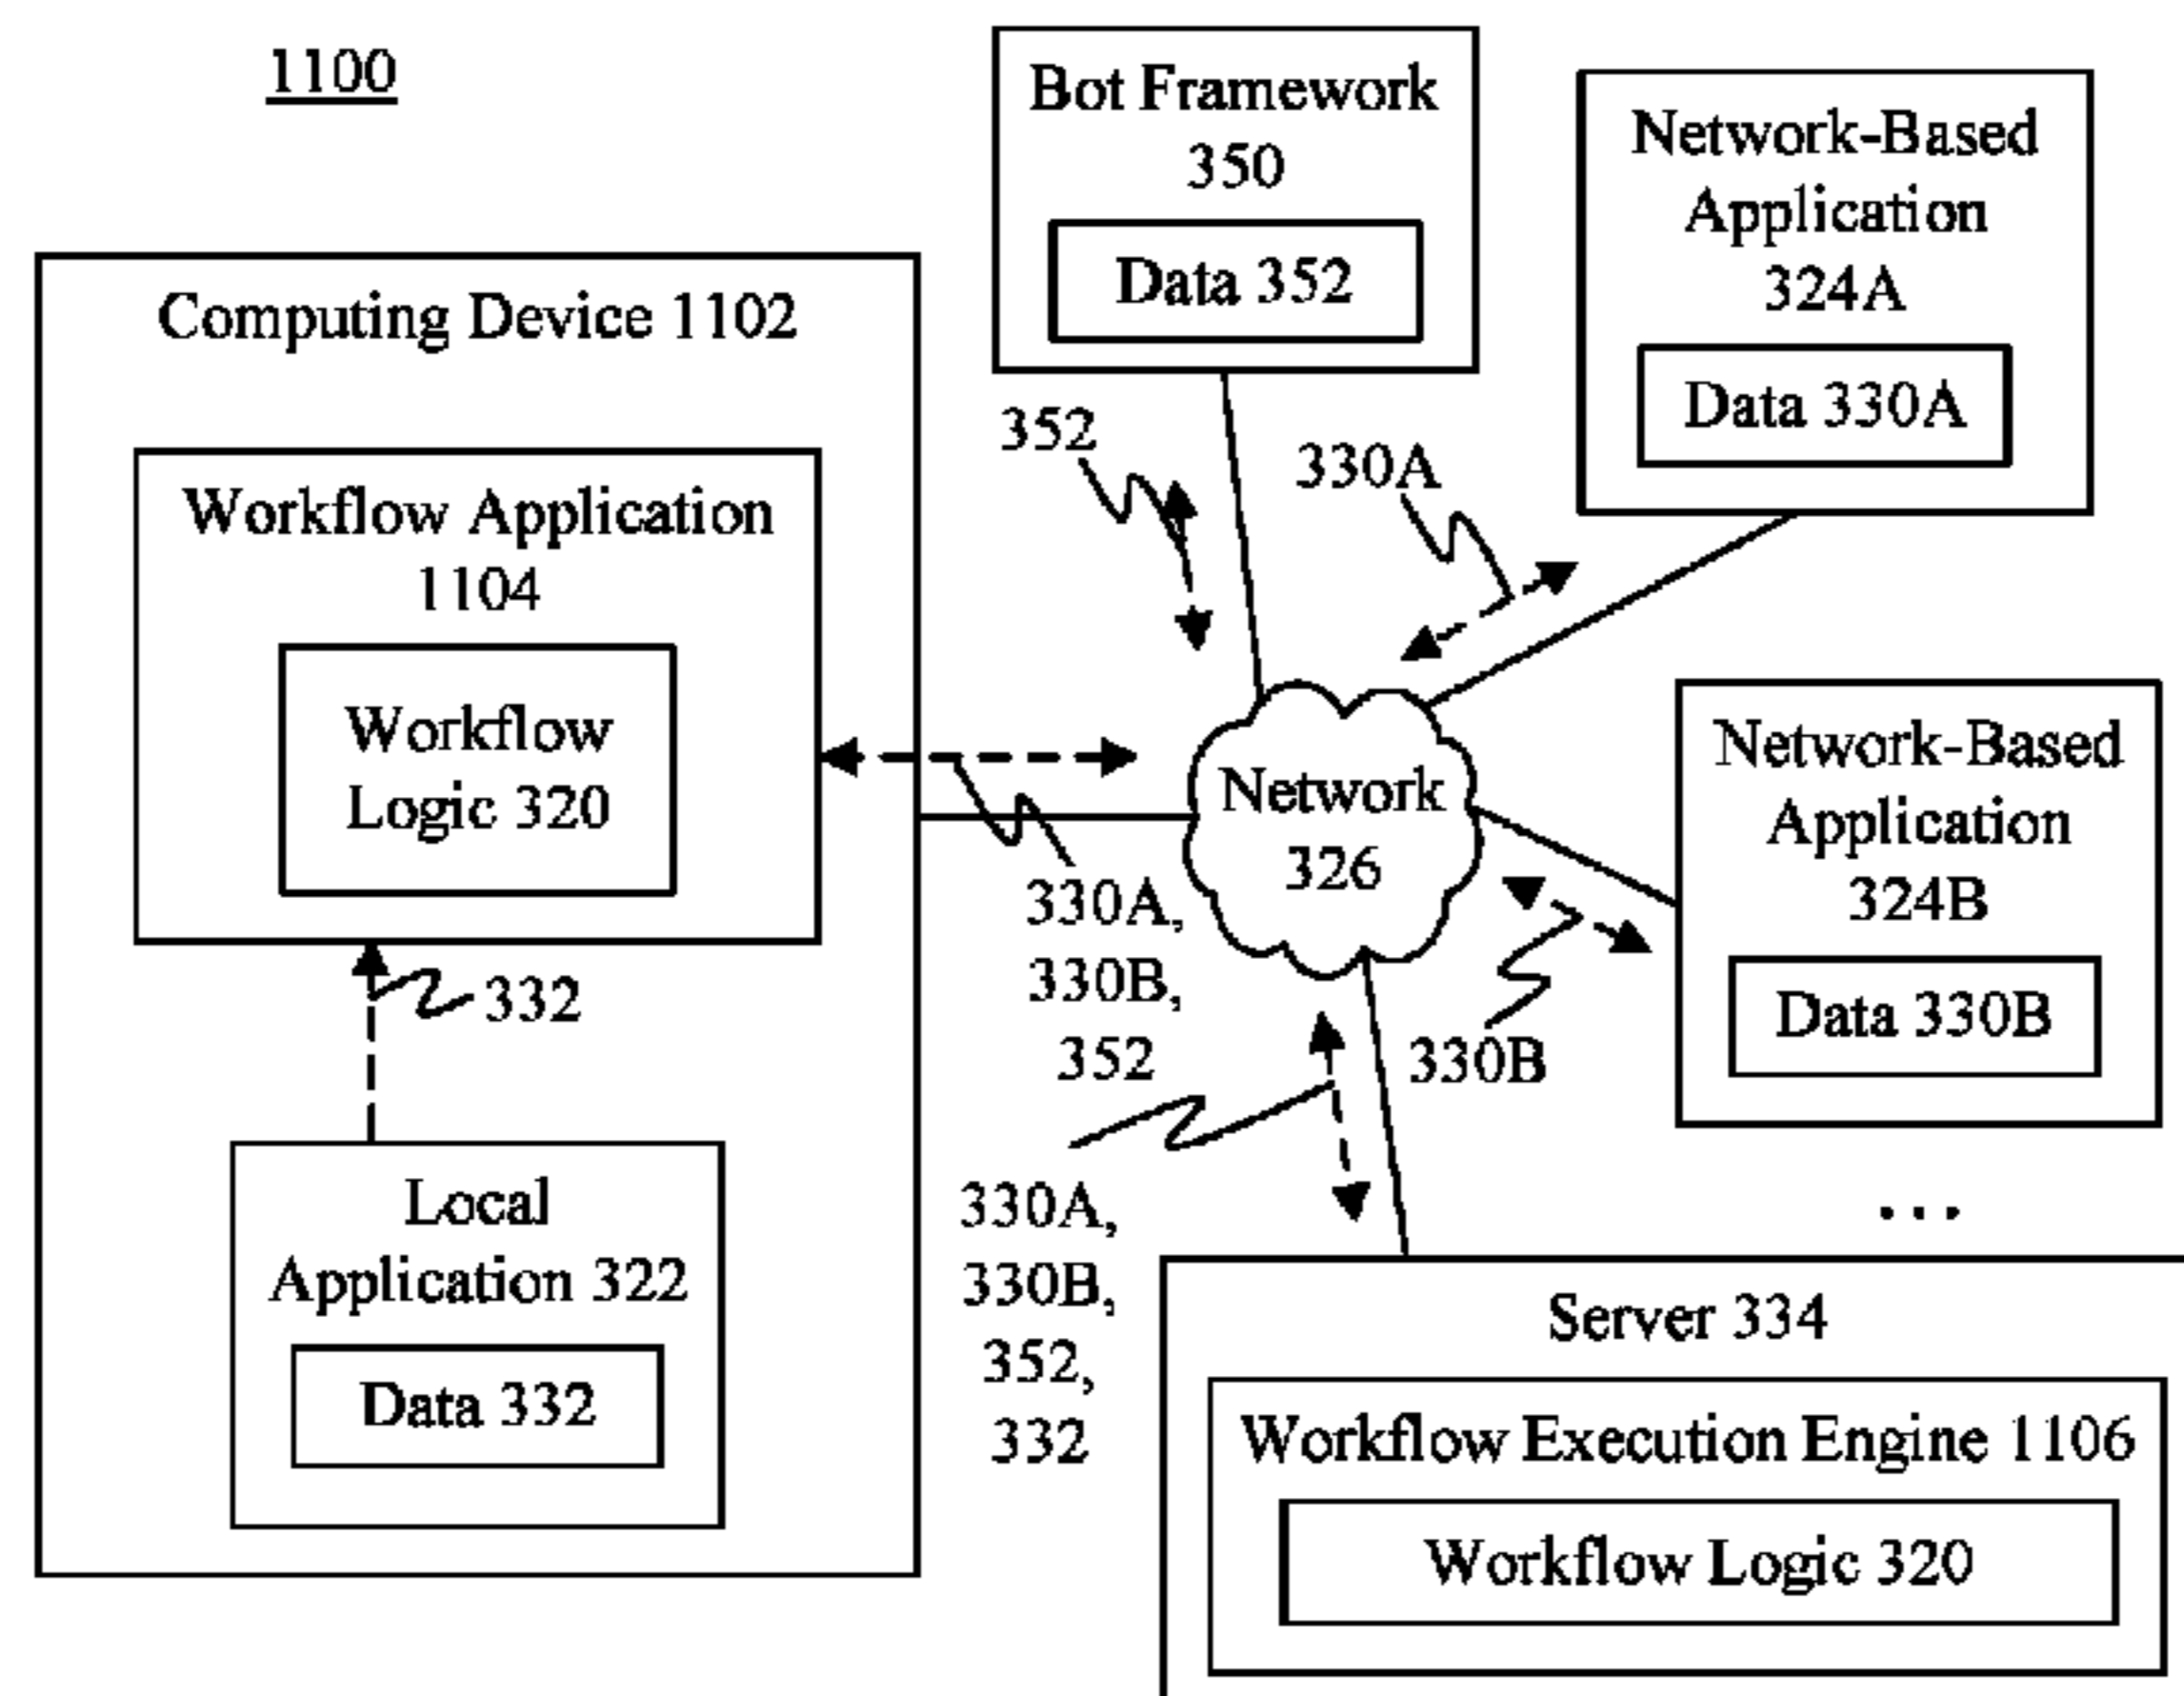 1100
Bot Framework
350
Data 352
Network-Based
Application
324A
Data 330A
Computing Device 1102
Workflow Application
1104
Workflow
Logic 320
332
Local
Application 322
Data 332
352
330A
330A,
330B,
352
Network
326
Network-Based
Application
324B
Data 330B
330B
330A,
330B,
352,
332
...
Server 334
Workflow Execution Engine 1106
Workflow Logic 320